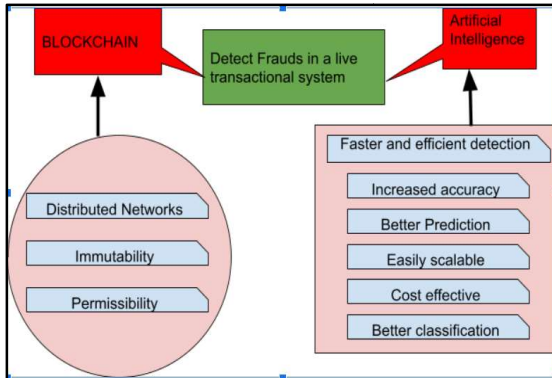 BLOCKCHAIN
Detect Frauds in a live
transactional system
Artificial
Intelligence
Distributed Networks
Immutability
Permissibility
Faster and efficient detection
Increased accuracy
Better Prediction
Easily scalable
Cost effective
Better classification